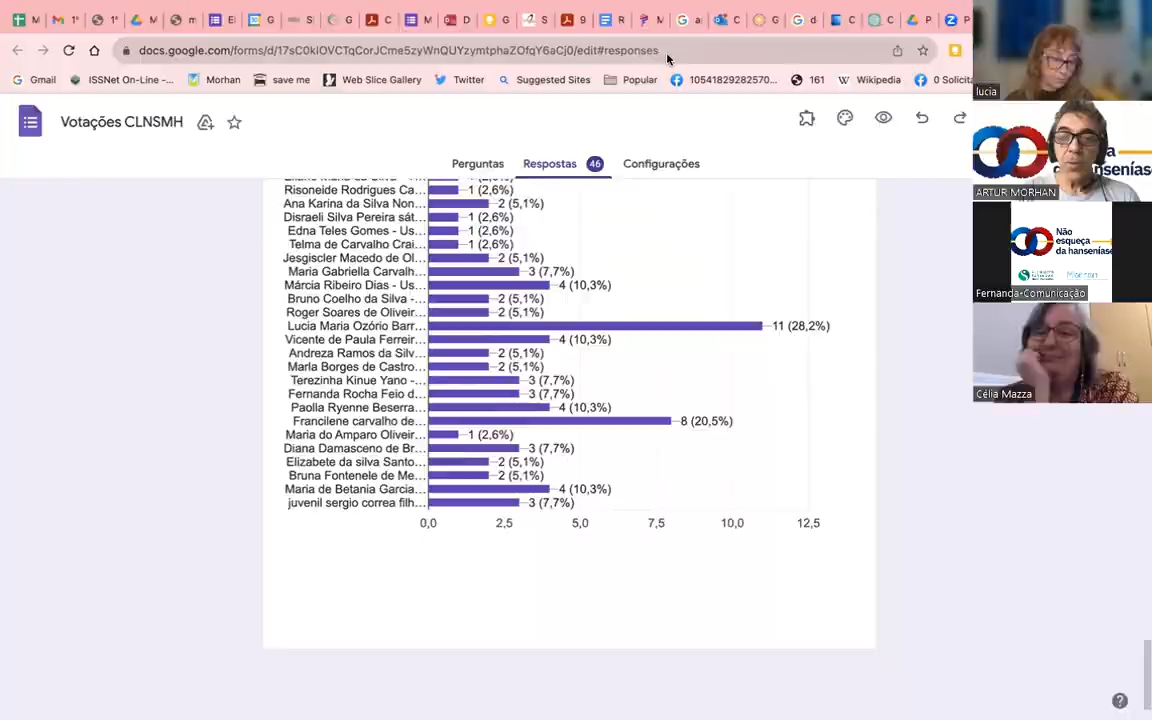 M
1º
1º
m
Ei
G
S
G
C
M
D
G
S
9
R
M
a
C
G
d
C
C
P
P
docs.google.com/forms/d/17sC0kIOVCTqCorJCme5zyWnQUYzymtphaZOfqY6aCj0/edit#responses
Gmail
ISSNet On-Line -...
Morhan
save me
Web Slice Gallery
Twitter
Suggested Sites
Popular
10541829282570...
161
Wikipedia
0 Solicita
Votações CLNSMH
Perguntas
Respostas 46
Configurações
Risoneide Rodrigues Ca... 1 (2,6%)
Ana Karina da Silva Non... 2 (5,1%)
Disraeli Silva Pereira sát... 1 (2,6%)
Edna Teles Gomes - Us... 1 (2,6%)
Telma de Carvalho Crai... 1 (2,6%)
Jesgiscler Macedo de Ol... 2 (5,1%)
Maria Gabriella Carvalh... 3 (7,7%)
Márcia Ribeiro Dias - Us... 4 (10,3%)
Bruno Coelho da Silva -... 2 (5,1%)
Roger Soares de Oliveir... 2 (5,1%)
Lucia Maria Ozório Barr... 11 (28,2%)
Vicente de Paula Ferreir... 4 (10,3%)
Andreza Ramos da Silv... 2 (5,1%)
Marla Borges de Castro... 2 (5,1%)
Terezinha Kinue Yano -... 3 (7,7%)
Fernanda Rocha Feio d... 3 (7,7%)
Paolla Ryenne Beserra... 4 (10,3%)
Francilene carvalho de... 8 (20,5%)
Maria do Amparo Oliveir... 1 (2,6%)
Diana Damasceno de Br... 3 (7,7%)
Elizabete da silva Santo... 2 (5,1%)
Bruna Fontenele de Me... 2 (5,1%)
Maria de Betania Garcia... 4 (10,3%)
juvenil sergio correa filh... 3 (7,7%)
0,0 2,5 5,0 7,5 10,0 12,5
lucia
a
hanseníase
ARTUR MORHAN
Não
esqueça
da hanseníase
Morhan
Fernanda-Comunicação
Célia Mazza